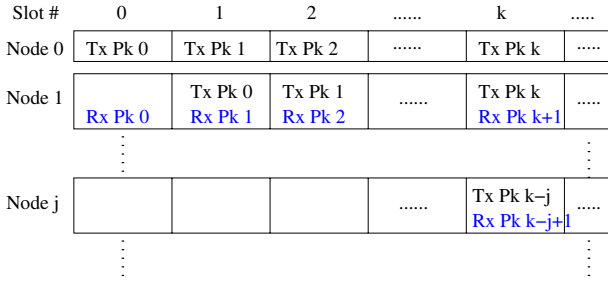 Slot # 0 1 2 ...... k .....
Node 0 Tx Pk 0 Tx Pk 1 Tx Pk 2 ...... Tx Pk k .....
Node 1 Tx Pk 0 Tx Pk 1 ...... Tx Pk k .....
Rx Pk 0 Rx Pk 1 Rx Pk 2 Rx Pk k+1
Node j ...... Tx Pk k−j .....
Rx Pk k−j+1